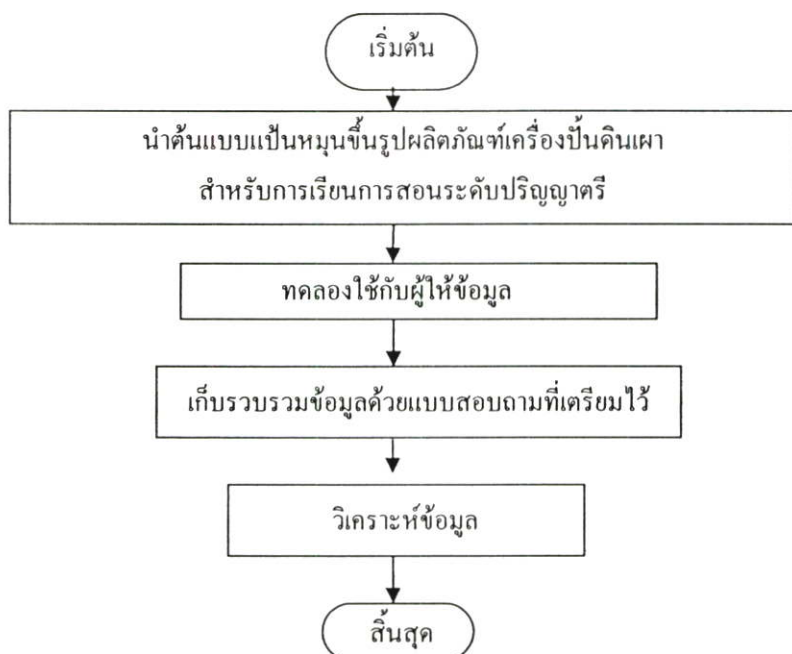 เริ่มต้น
นำต้นแบบแป้นหมุนขึ้นรูปผลิตภัณฑ์เครื่องปั้นดินเผา
สำหรับการเรียนการสอนระดับปริญญาตรี
ทดลองใช้กับผู้ให้ข้อมูล
เก็บรวบรวมข้อมูลด้วยแบบสอบถามที่เตรียมไว้
วิเคราะห์ข้อมูล
สิ้นสุด